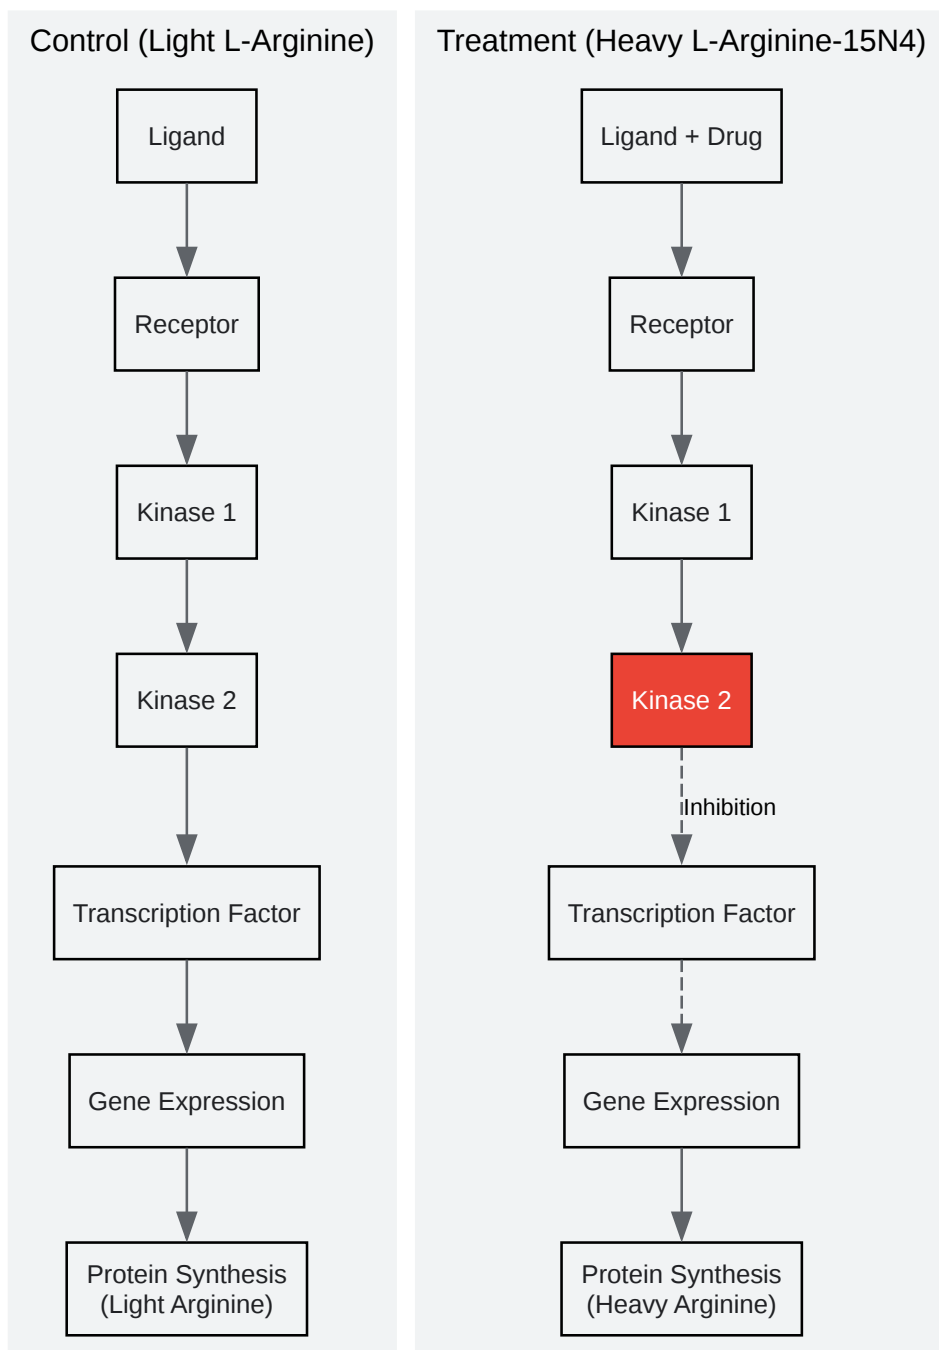 Control (Light L-Arginine)
Ligand
Receptor
Kinase 1
Kinase 2
Transcription Factor
Gene Expression
Protein Synthesis
(Light Arginine)
Treatment (Heavy L-Arginine-15N4)
Ligand + Drug
Receptor
Kinase 1
Kinase 2
Inhibition
Transcription Factor
Gene Expression
Protein Synthesis
(Heavy Arginine)